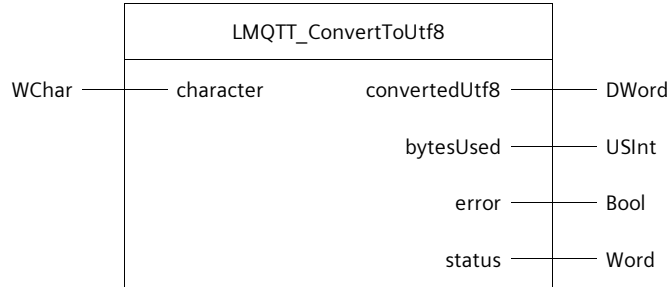 LMQTT_ConvertToUtf8
WChar character convertedUtf8 DWord
bytesUsed USInt
error Bool
status Word